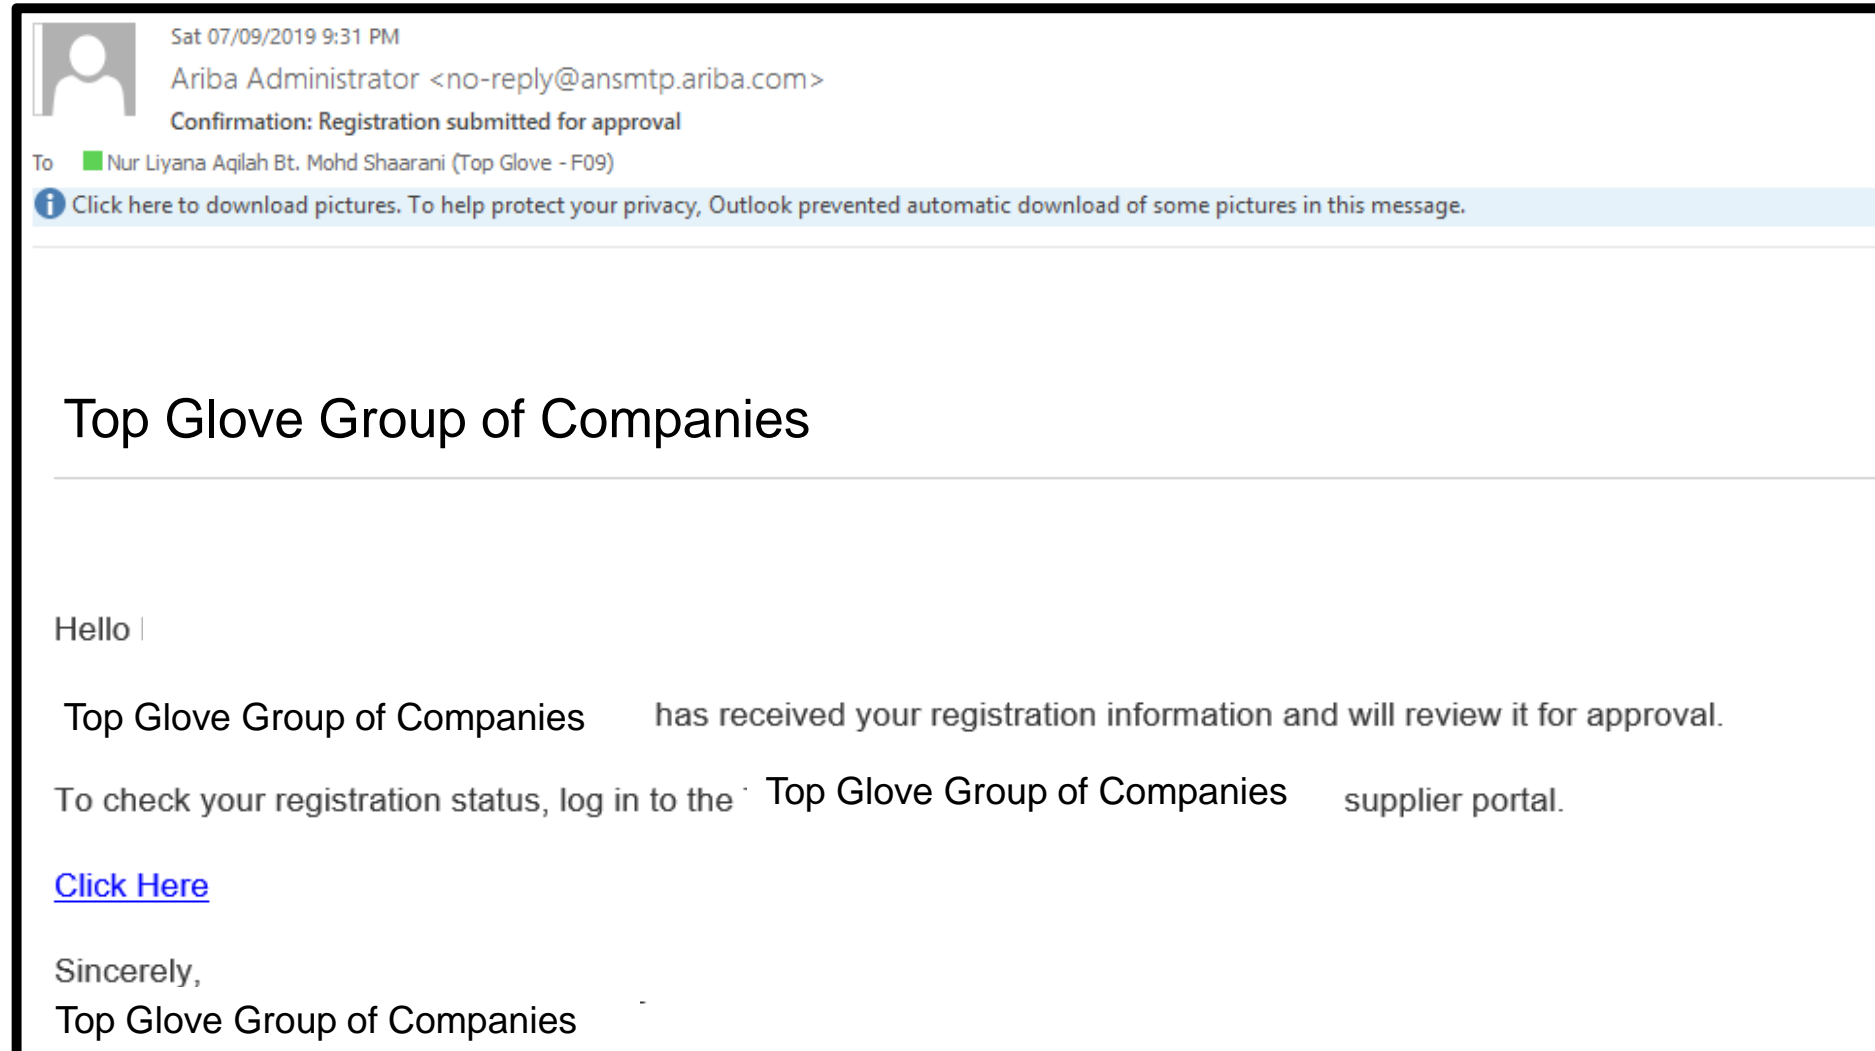 Sat 07/09/2019 9:31 PM
Ariba Administrator <no-reply@ansmtp.ariba.com>
Confirmation: Registration submitted for approval
To Nur Liyana Aqilah Bt. Mohd Shaarani (Top Glove - F09)
Click here to download pictures. To help protect your privacy, Outlook prevented automatic download of some pictures in this message.
Top Glove Group of Companies
Hello
Top Glove Group of Companies has received your registration information and will review it for approval.
To check your registration status, log in to the Top Glove Group of Companies supplier portal.
Click Here
Sincerely,
Top Glove Group of Companies